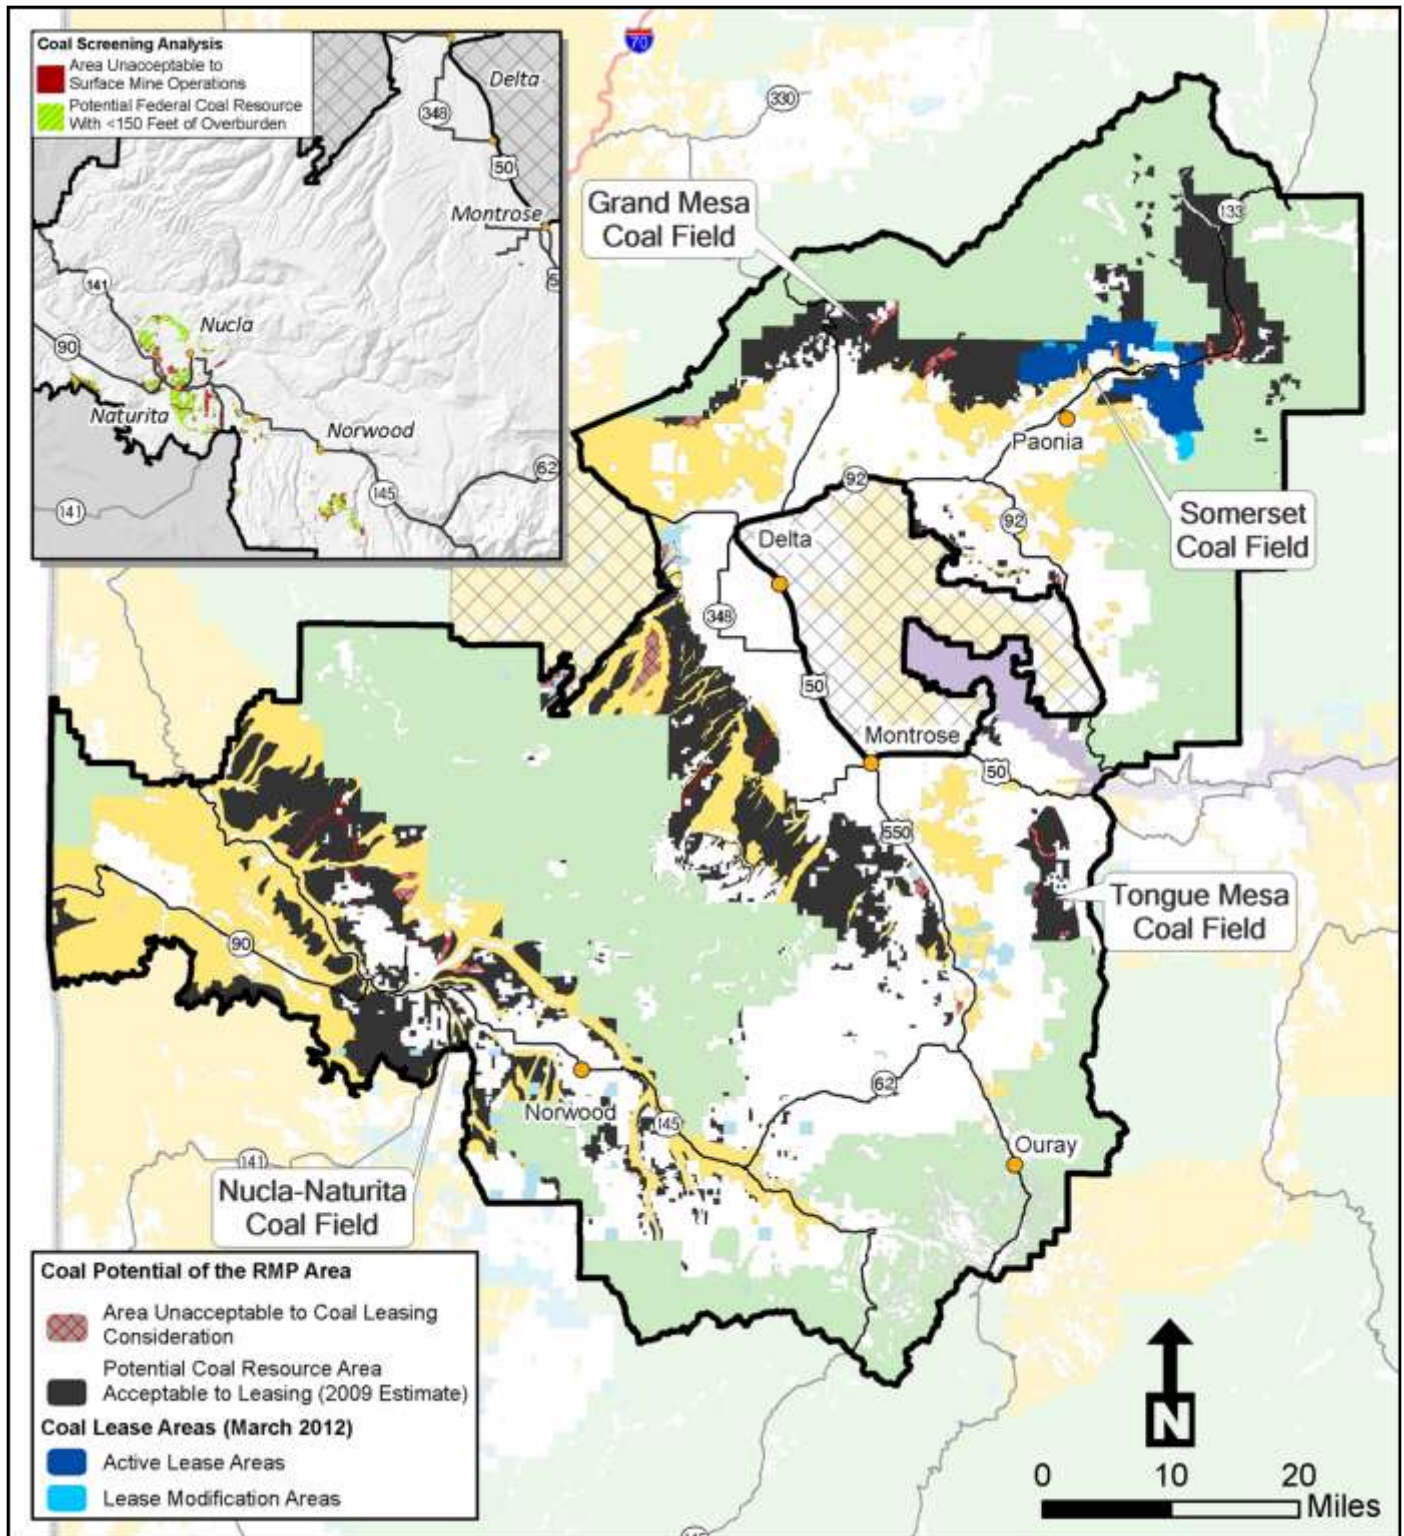 Coal Screening Analysis
Area Unacceptable to
Surface Mine Operations
Potential Federal Coal Resource
With <150 Feet of Overburden
Delta
348
50
Montrose
141
Nucla
90
Naturita
Norwood
62
145
141
70
330
133
Grand Mesa
Coal Field
Paonia
92
92
Somerset
Coal Field
Delta
348
50
Montrose
50
550
Tongue Mesa
Coal Field
90
Norwood
62
145
Ouray
141
Nucla-Naturita
Coal Field
Coal Potential of the RMP Area
Area Unacceptable to Coal Leasing
Consideration
Potential Coal Resource Area
Acceptable to Leasing (2009 Estimate)
Coal Lease Areas (March 2012)
Active Lease Areas
Lease Modification Areas
N
0 10 20
Miles